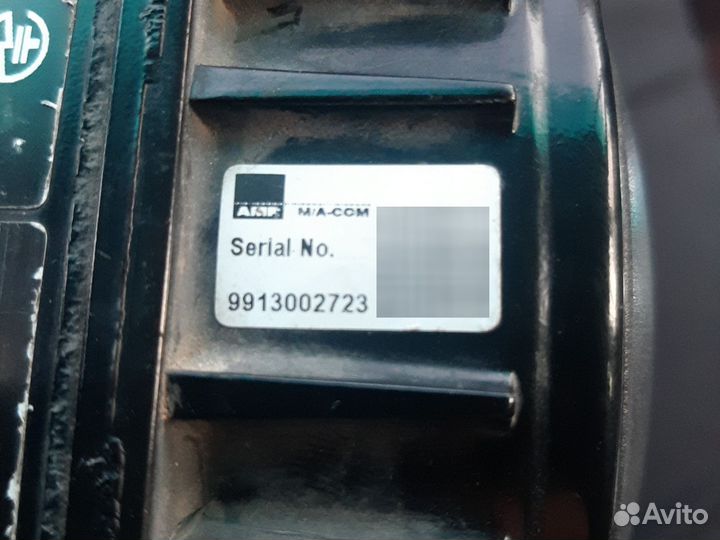 AMP M/A-COM
Serial No.
9913002723
Avito